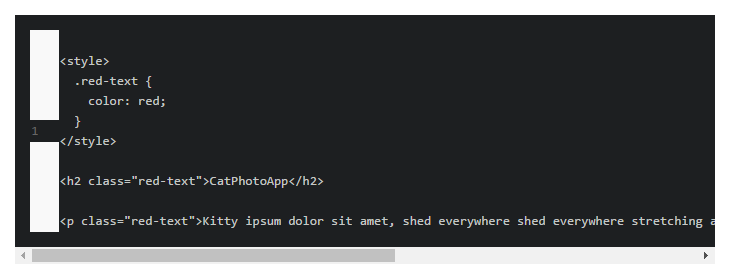 <style>
  .red-text {
    color: red;
  }
1
</style>
<h2 class="red-text">CatPhotoApp</h2>
<p class="red-text">Kitty ipsum dolor sit amet, shed everywhere shed everywhere stretching